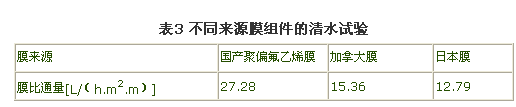 表3 不同来源膜组件的清水试验
膜来源 国产聚偏氟乙烯膜 加拿大膜 日本膜
膜比通量[L/（h.m².m）] 27.28 15.36 12.79